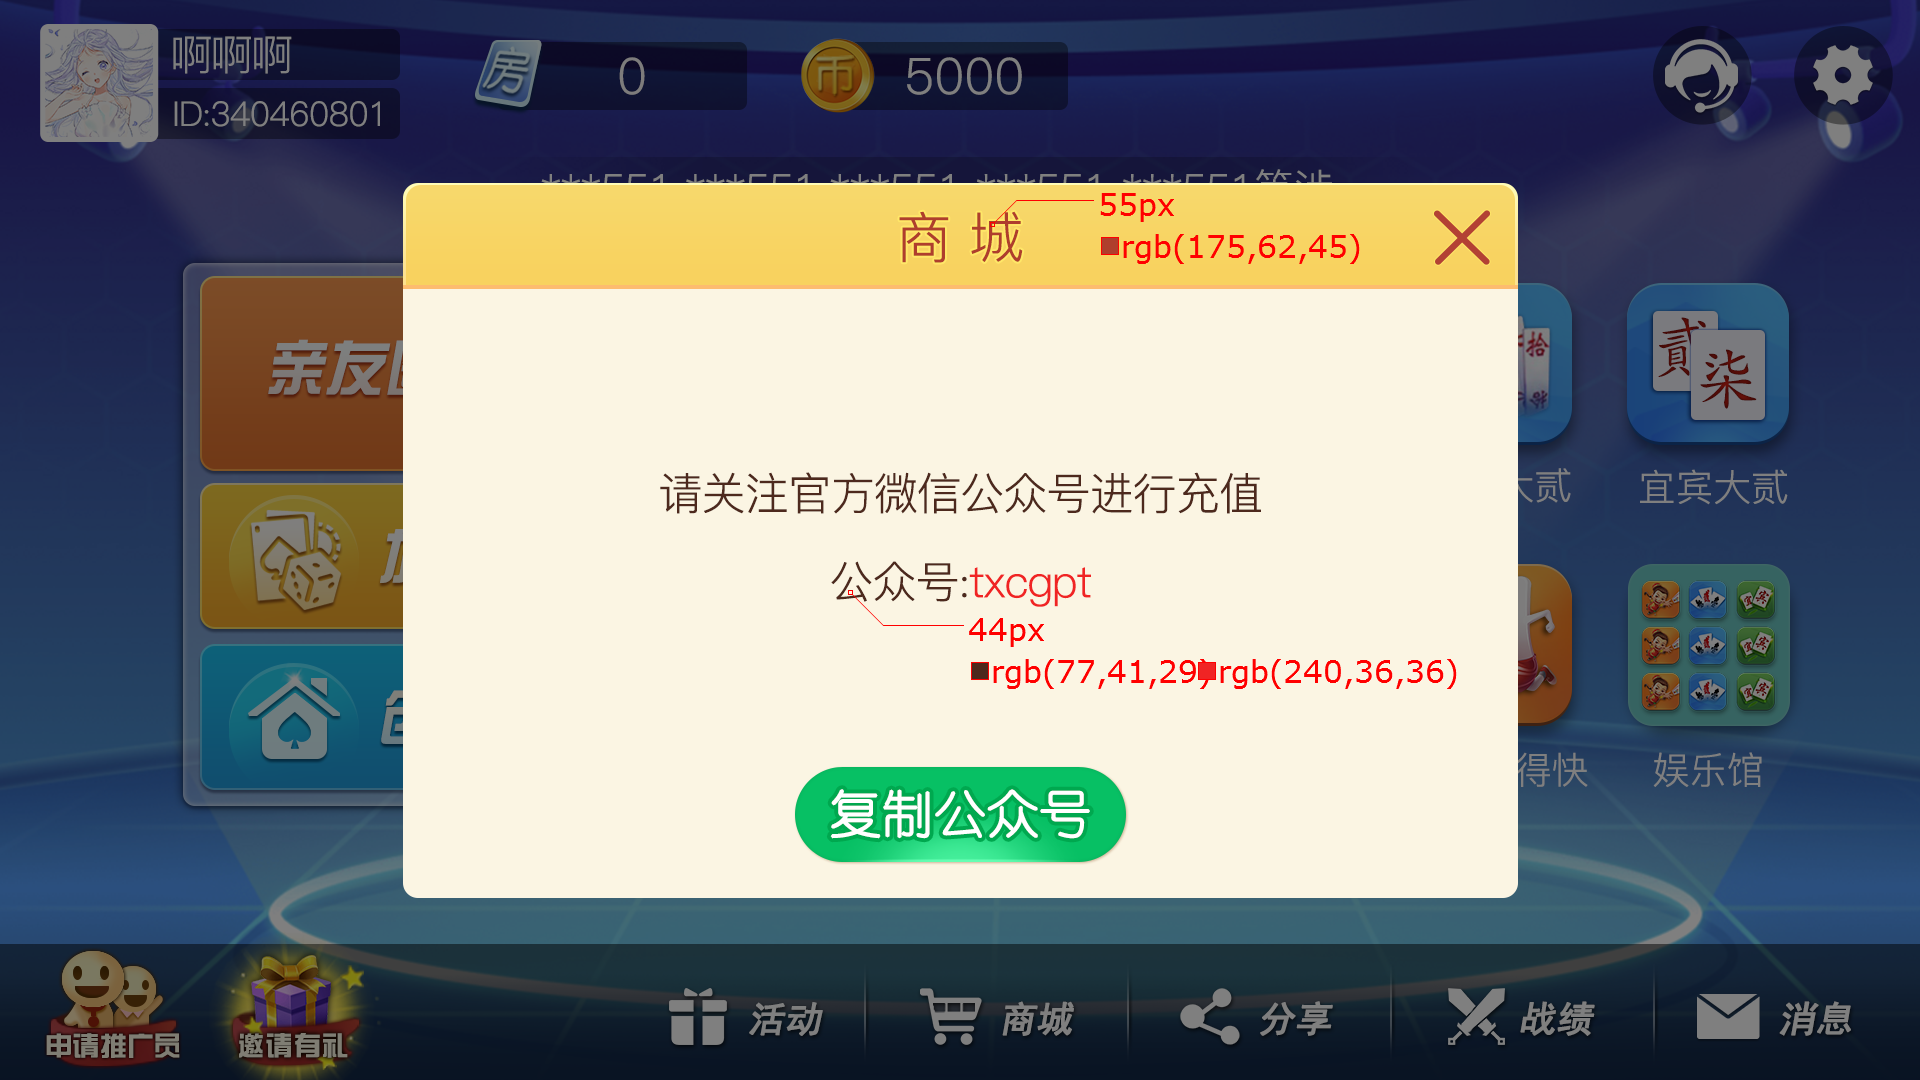 啊啊啊
ID:340460801
房
0
币
5000
***551 ***551 ***551 ***551 ***551等涉
商 城
55px
rgb(175,62,45)
亲友
拾
貳
柒
请关注官方微信公众号进行充值
大贰
宜宾大贰
公众号:txcgpt
44px
rgb(77,41,29)
rgb(240,36,36)
得快
娱乐馆
复制公众号
申请推广员
邀请有礼
活动
商城
分享
战绩
消息